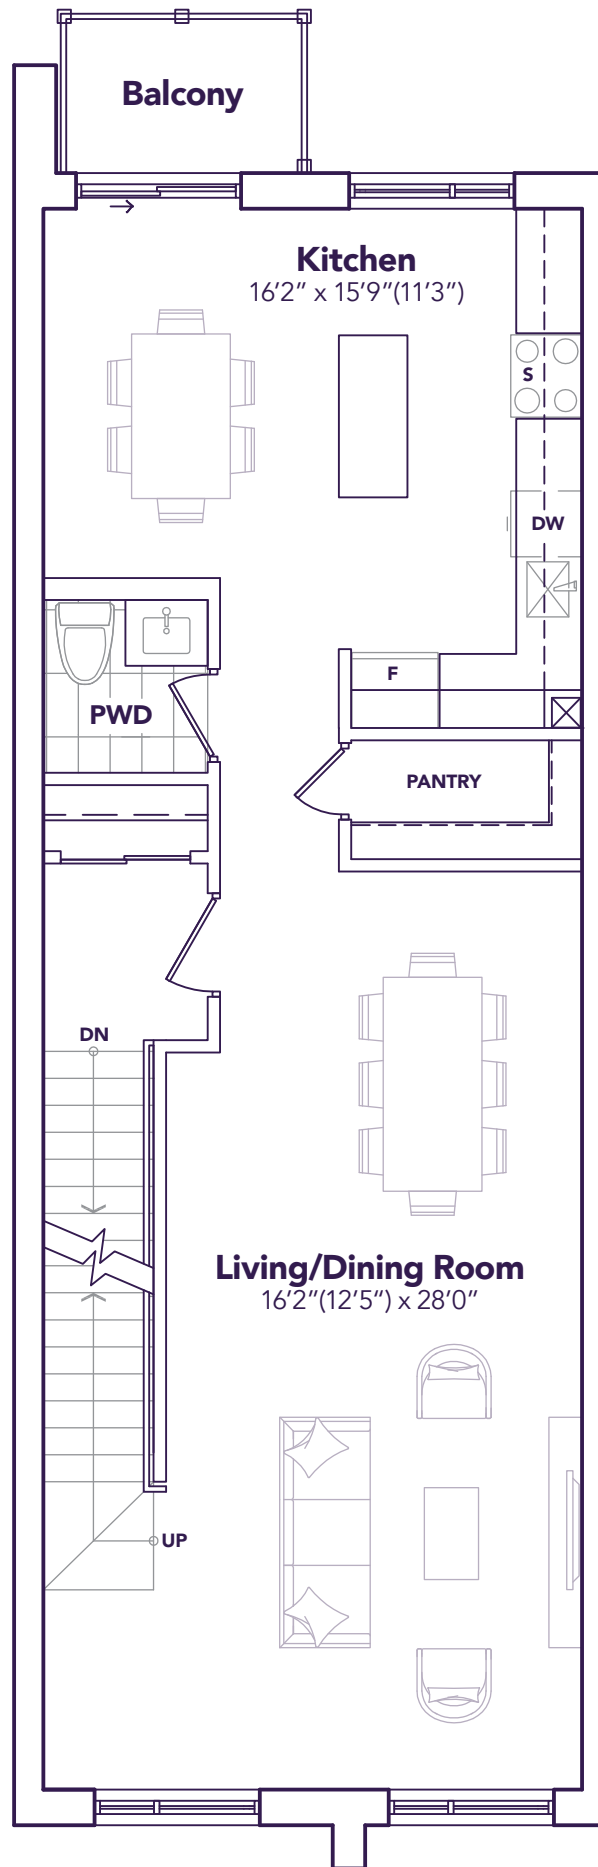 Balcony
Kitchen
16’2” x 15’9”(11’3”)
S
DW
F
PWD
PANTRY
DN
Living/Dining Room
16’2”(12’5”) x 28’0”
UP